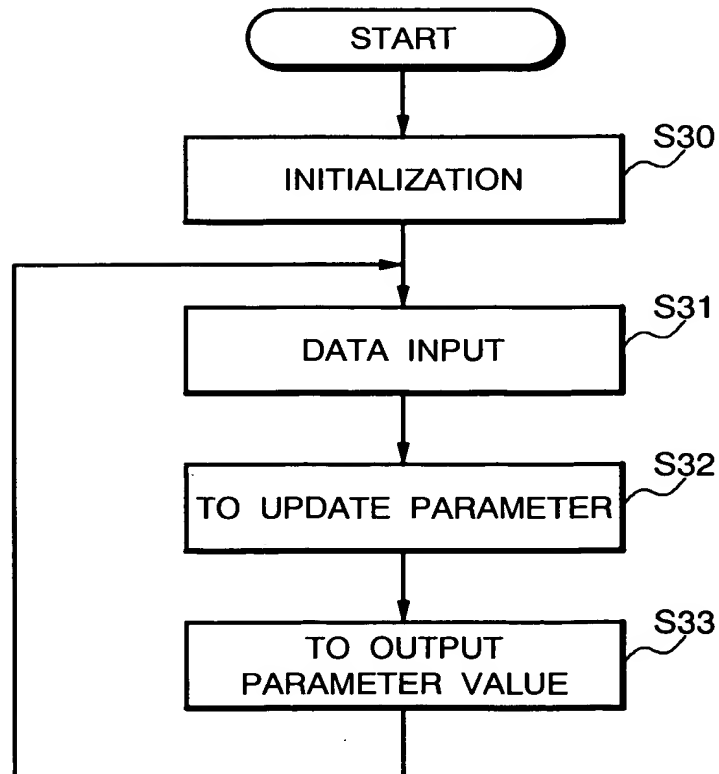 START
S30
INITIALIZATION
S31
DATA INPUT
S32
TO UPDATE PARAMETER
S33
TO OUTPUT
PARAMETER VALUE